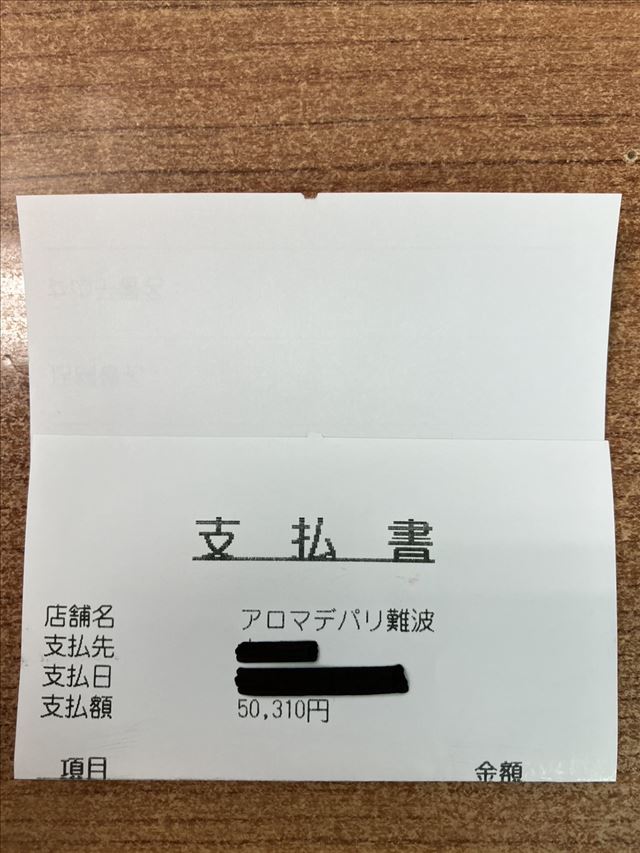 支払書
店舗名 アロマデパリ難波
支払先
支払日
支払額 50,310円
項目 金額